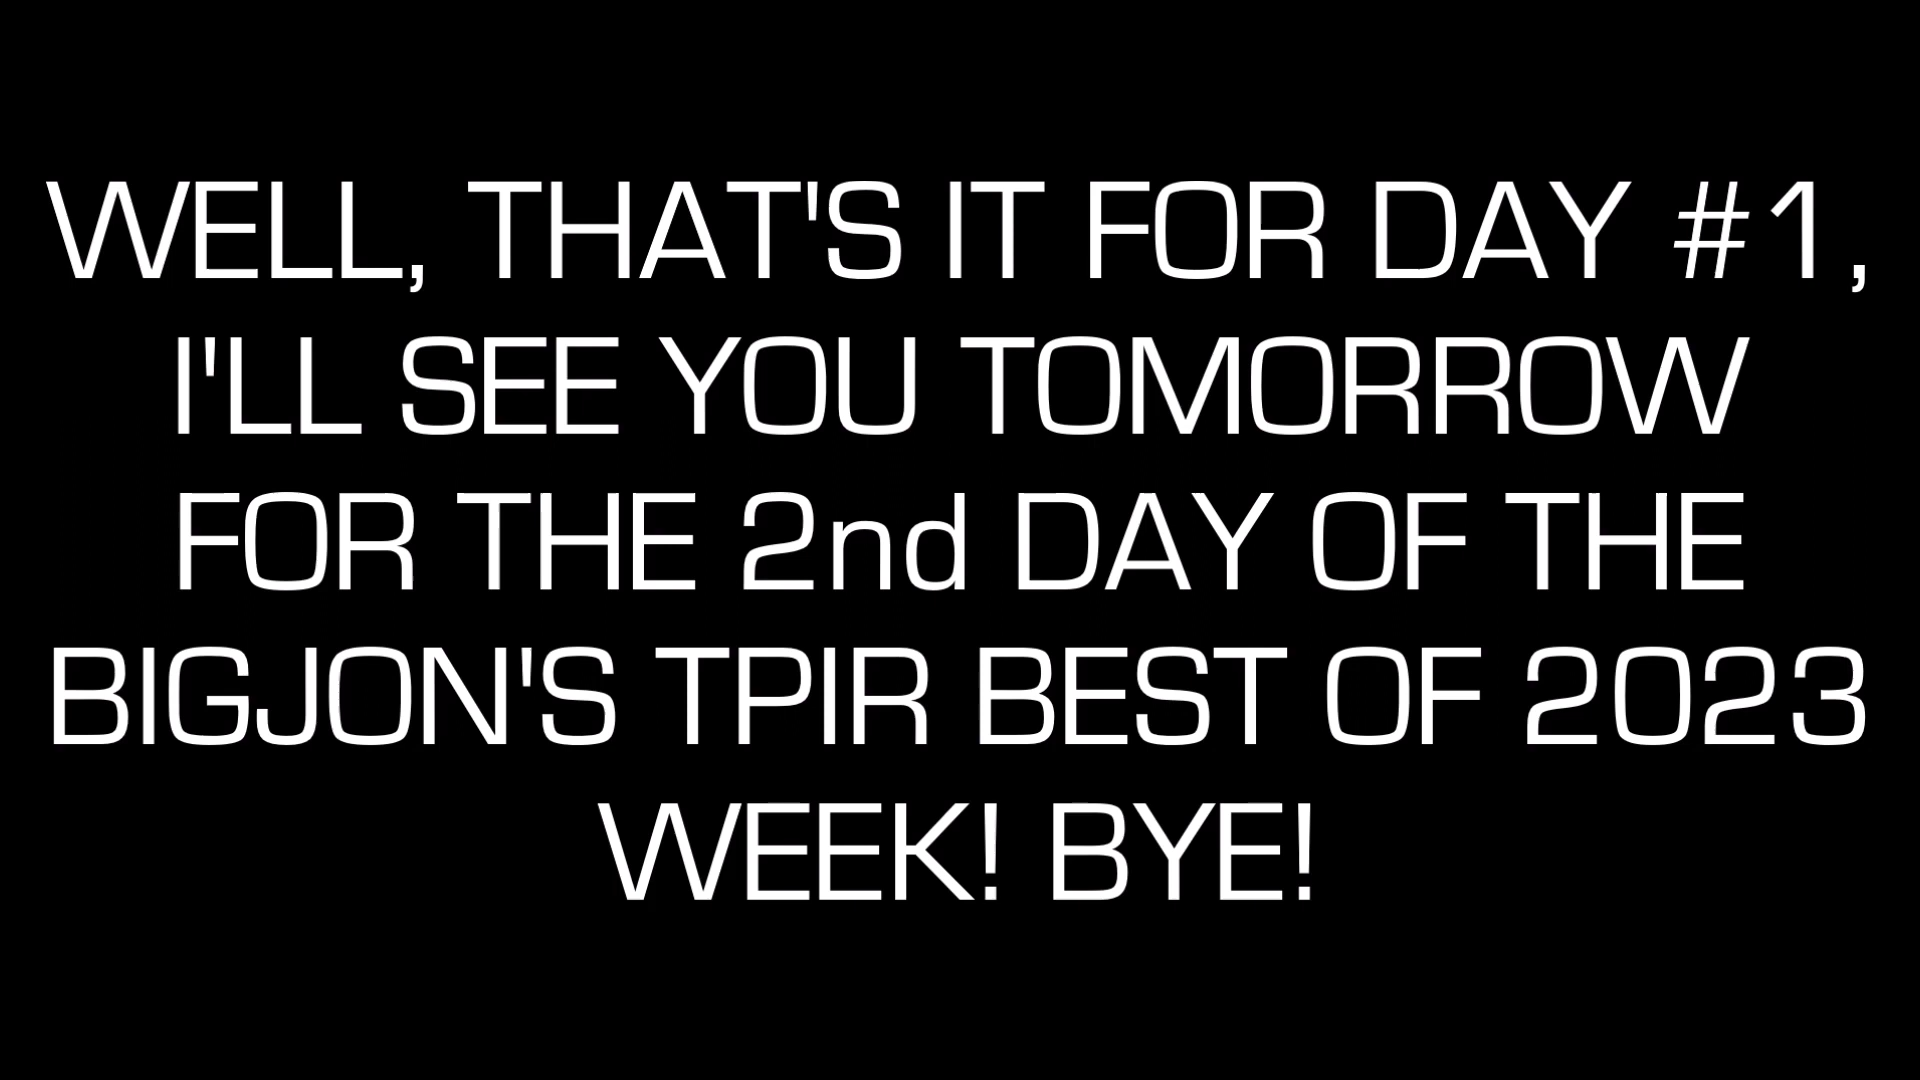 WELL, THAT'S IT FOR DAY #1,
I'LL SEE YOU TOMORROW
FOR THE 2nd DAY OF THE
BIGJON'S TPIR BEST OF 2023
WEEK! BYE!